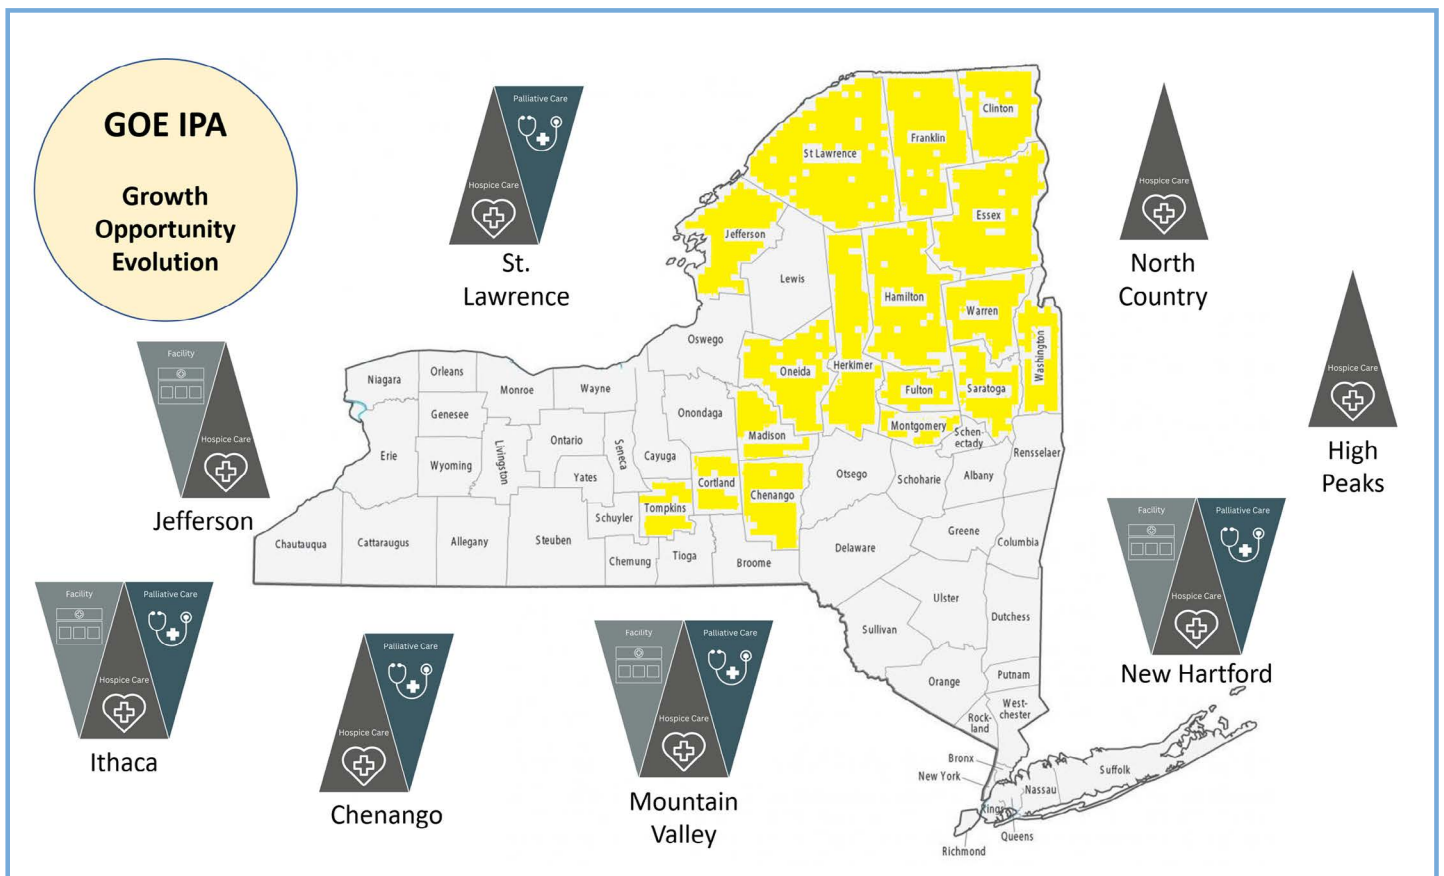 GOE IPA
Growth
Opportunity
Evolution
Palliative Care
Hospice Care
St.
Lawrence
Hospice Care
North
Country
Hospice Care
High
Peaks
Facility
Hospice Care
Jefferson
Facility
Palliative Care
Hospice Care
New Hartford
Facility
Palliative Care
Hospice Care
Ithaca
Palliative Care
Hospice Care
Chenango
Facility
Palliative Care
Hospice Care
Mountain
Valley
Clinton
Franklin
St Lawrence
Essex
Jefferson
Lewis
Hamilton
Warren
Washington
Oswego
Herkimer
Oneida
Fulton
Saratoga
Niagara
Orleans
Monroe
Wayne
Genesee
Onondaga
Madison
Montgomery
Schen-
ectady
Rensselaer
Erie
Wyoming
Livingston
Ontario
Seneca
Cayuga
Yates
Cortland
Chenango
Otsego
Schoharie
Albany
Tompkins
Schuyler
Chautauqua
Cattaraugus
Allegany
Steuben
Chemung
Tioga
Broome
Delaware
Greene
Columbia
Ulster
Sullivan
Dutchess
Orange
Putnam
Rock-
land
West-
chester
Bronx
New York
Kings
Queens
Nassau
Suffolk
Richmond